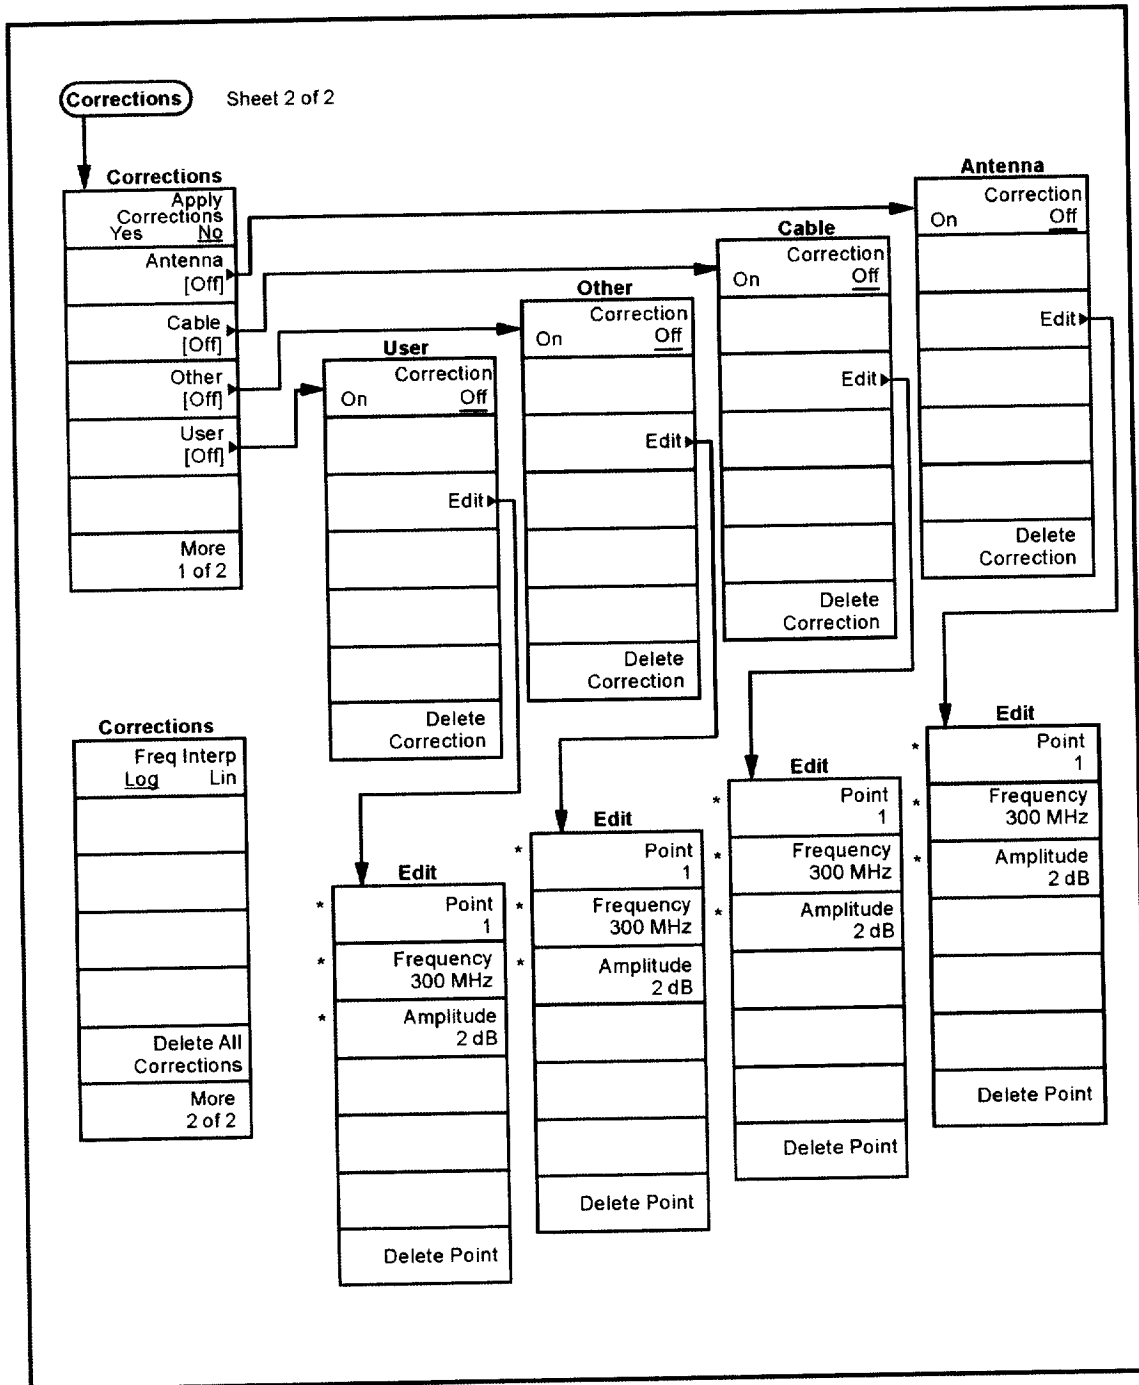 Corrections
Sheet 2 of 2
Corrections
Apply
Corrections
Yes No
Antenna
[Off]
Cable
[Off]
Other
[Off]
User
[Off]
More
1 of 2
User
Correction
On Off
Edit
Delete
Correction
Other
Correction
On Off
Edit
Delete
Correction
Cable
Correction
On Off
Edit
Delete
Correction
Antenna
Correction
On Off
Edit
Delete
Correction
Corrections
Freq Interp
Log Lin
Delete All
Corrections
More
2 of 2
Edit
* Point
1
* Frequency
300 MHz
* Amplitude
2 dB
Delete Point
Edit
* Point
1
* Frequency
300 MHz
* Amplitude
2 dB
Delete Point
Edit
* Point
1
* Frequency
300 MHz
* Amplitude
2 dB
Delete Point
Edit
* Point
1
* Frequency
300 MHz
* Amplitude
2 dB
Delete Point